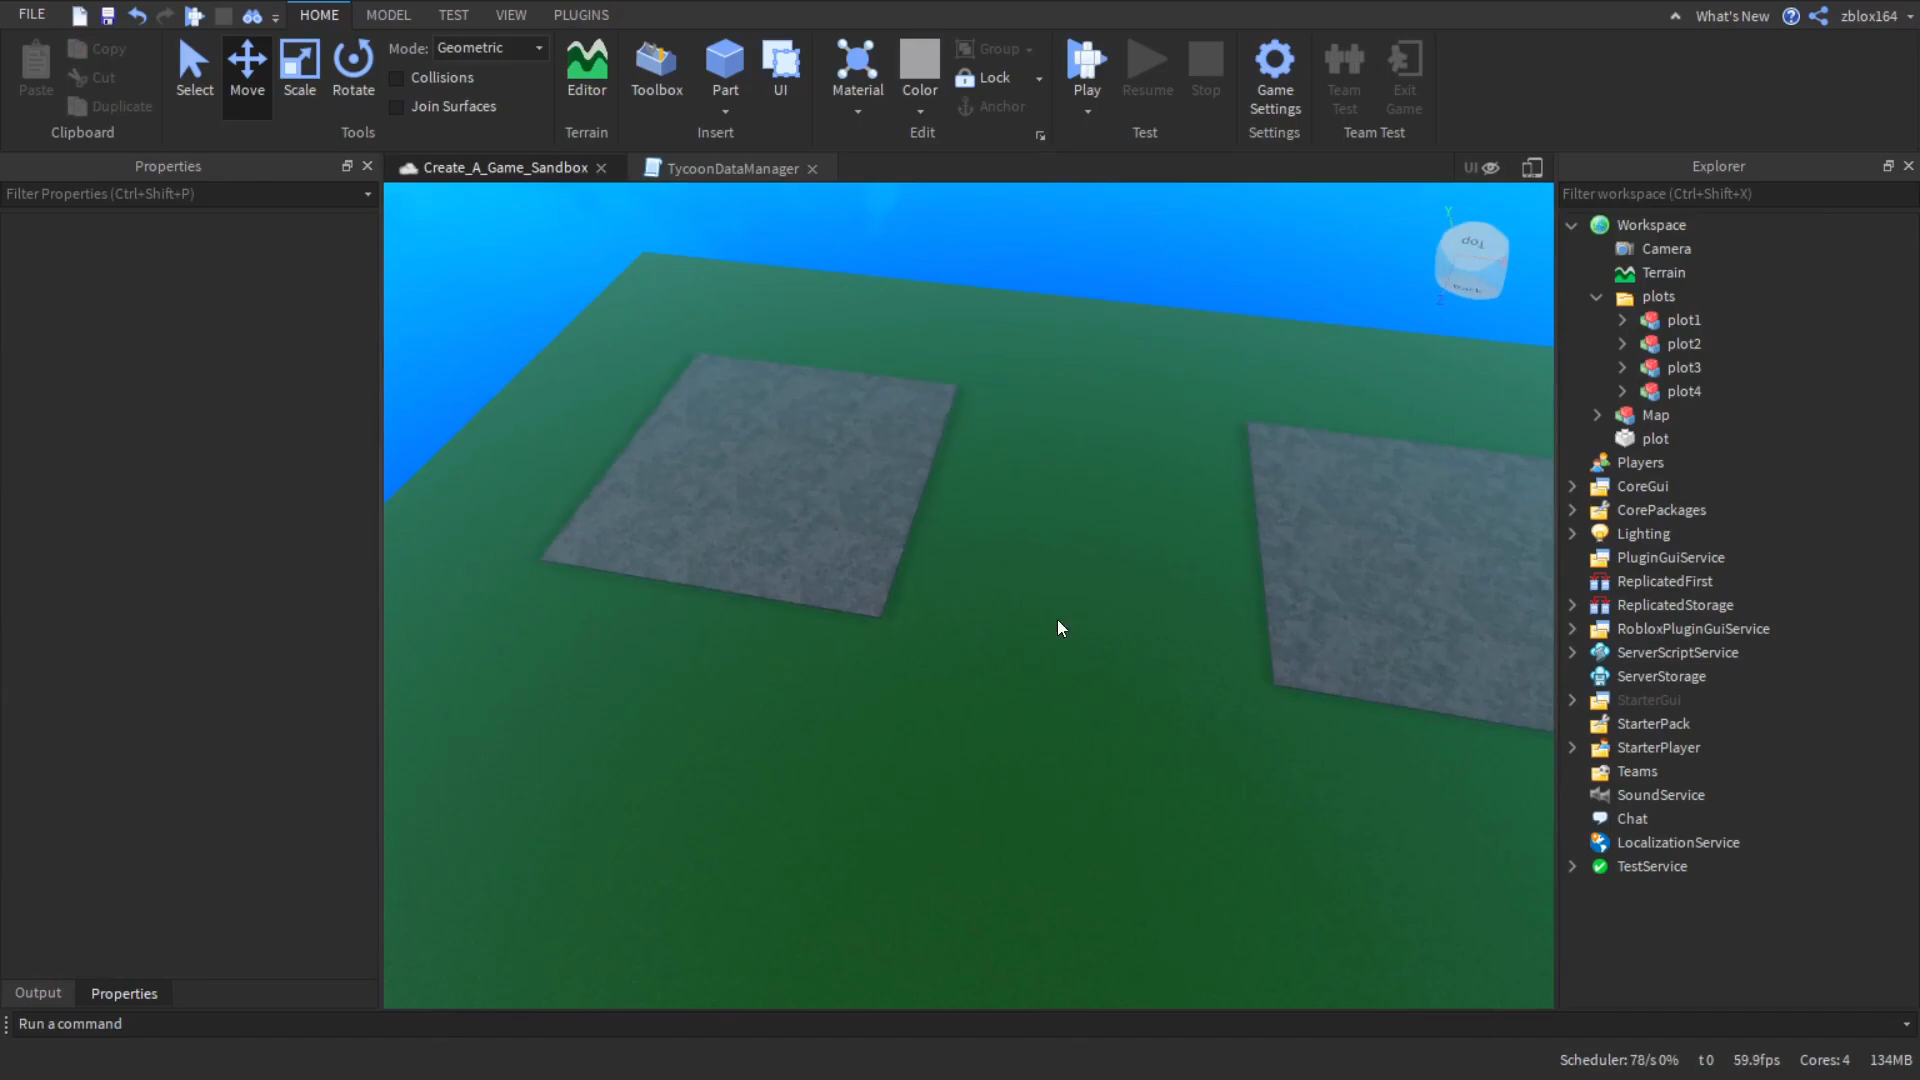 FILE
HOME
MODEL
TEST
VIEW
PLUGINS
What's New
zblox164
Paste
Copy
Cut
Duplicate
Clipboard
Select
Move
Scale
Rotate
Mode:
Geometric
Collisions
Join Surfaces
Tools
Editor
Terrain
Toolbox
Part
UI
Insert
Material
Color
Group
Lock
Anchor
Edit
Play
Resume
Stop
Test
Game
Settings
Settings
Team
Test
Exit
Game
Team Test
Properties
Create_A_Game_Sandbox
TycoonDataManager
UI
Explorer
Filter Properties (Ctrl+Shift+P)
Filter workspace (Ctrl+Shift+X)
Y
Top
Back
Z
Workspace
Camera
Terrain
plots
plot1
plot2
plot3
plot4
Map
plot
Players
CoreGui
CorePackages
Lighting
PluginGuiService
ReplicatedFirst
ReplicatedStorage
RobloxPluginGuiService
ServerScriptService
ServerStorage
StarterGui
StarterPack
StarterPlayer
Teams
SoundService
Chat
LocalizationService
TestService
Output
Properties
Run a command
Scheduler: 78/s 0%
t 0
59.9fps
Cores: 4
134MB